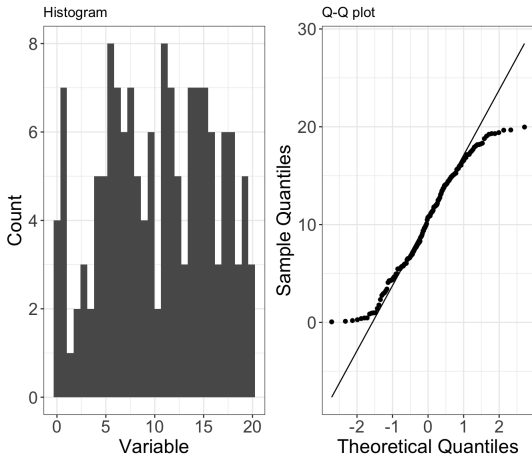 Histogram
8
6
4
2
0
Count
0 5 10 15 20
Variable
Q-Q plot
30
20
10
0
Sample Quantiles
-2 -1 0 1 2
Theoretical Quantiles